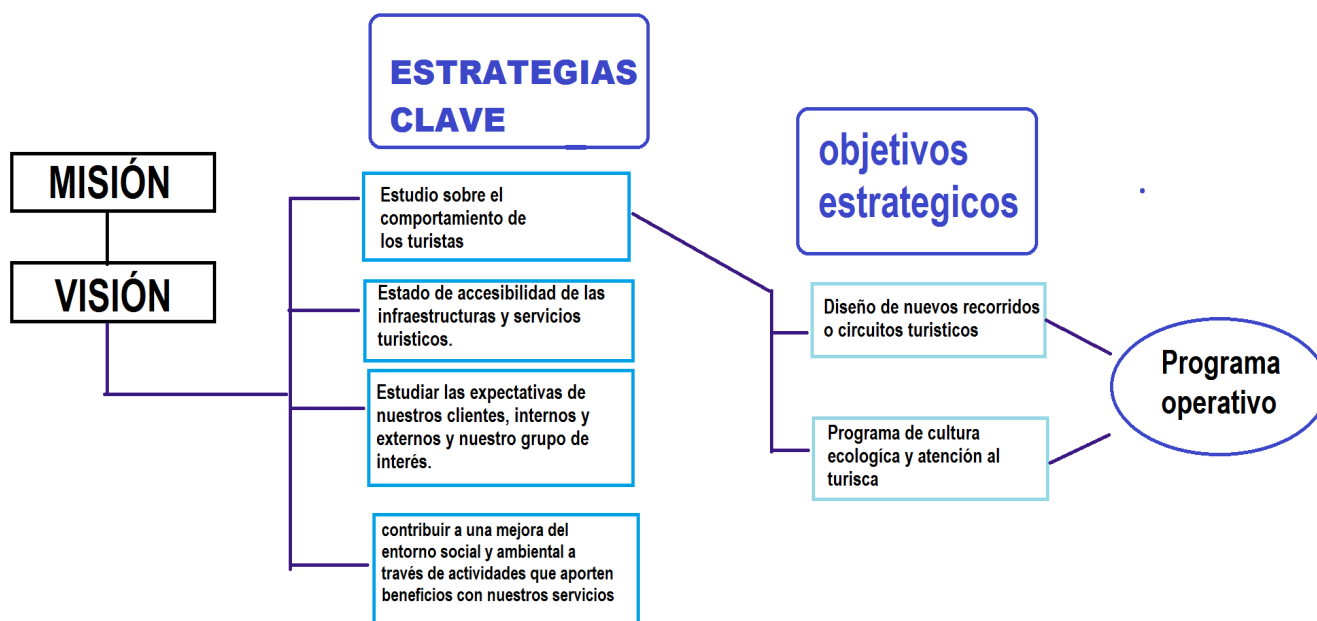 ESTRATEGIAS
CLAVE
objetivos
estrategicos
MISIÓN
VISIÓN
Estudio sobre el
comportamiento de
los turistas
Estado de accesibilidad de las
infraestructuras y servicios
turisticos.
Estudiar las expectativas de
nuestros clientes, internos y
externos y nuestro grupo de
interés.
contribuir a una mejora del
entorno social y ambiental a
través de actividades que aporten
beneficios con nuestros servicios
Diseño de nuevos recorridos
o circuitos turisticos
Programa de cultura
ecologíca y atención al
turisca
Programa
operativo